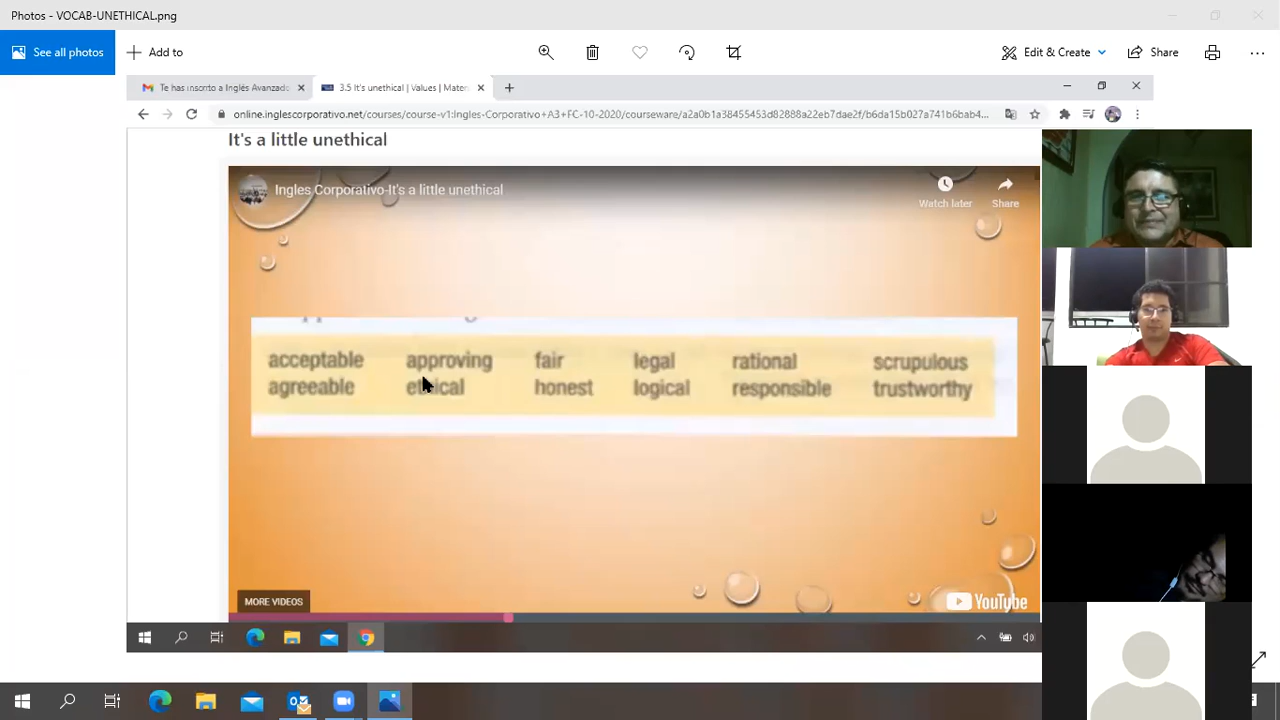 Photos - VOCAB-UNETHICAL.png
See all photos
Add to
Edit & Create
Share
Te has inscrito a Inglés Avanzado
3.5 It's unethical | Values | Mater
online.inglescorporativo.net/courses/course-v1:Ingles-Corporativo+A3+FC-10-2020/courseware/a2a0b1a38455453d82888a22eb7dae2f/b6da15b027a741b6bab4...
It's a little unethical
Ingles Corporativo-It's a little unethical
Watch later
Share
acceptable approving fair legal rational scrupulous
agreeable ethical honest logical responsible trustworthy
MORE VIDEOS
YouTube